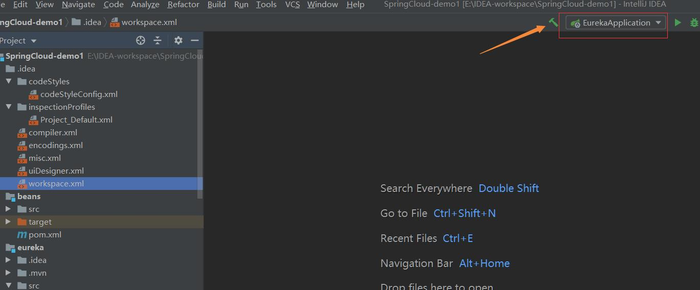 View Navigate Code Analyze Refactor Build Run Tools VCS Window Help SpringCloud-demo1 [E:\IDEA-workspace\SpringCloud-demo1] - IntelliJ IDEA
.idea workspace.xml
EurekaApplication
Project
SpringCloud-demo1 E:\IDEA-workspace\SpringClou
.idea
codeStyles
codeStyleConfig.xml
inspectionProfiles
Project_Default.xml
compiler.xml
encodings.xml
misc.xml
uiDesigner.xml
workspace.xml
beans
src
target
pom.xml
eureka
.idea
.mvn
src
Search Everywhere Double Shift
Go to File Ctrl+Shift+N
Recent Files Ctrl+E
Navigation Bar Alt+Home
Drop files here to open